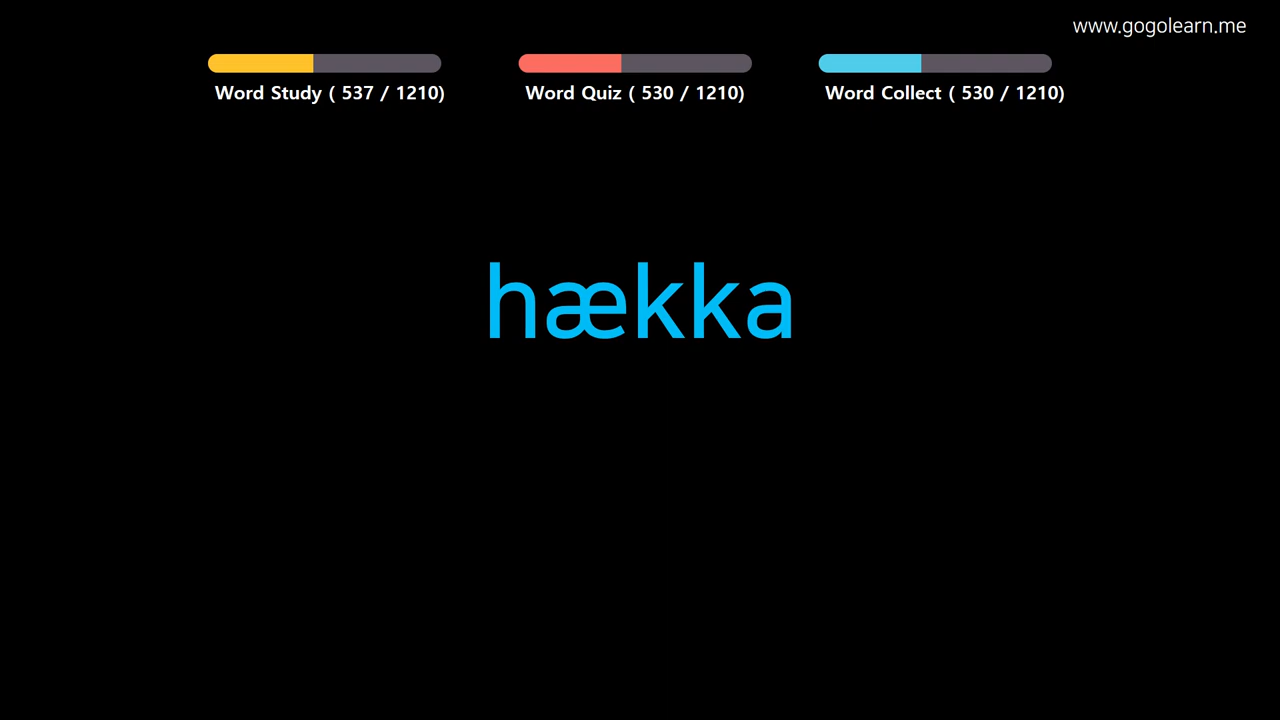 www.gogolearn.me
Word Study ( 537 / 1210)
Word Quiz ( 530 / 1210)
Word Collect ( 530 / 1210)
hækka